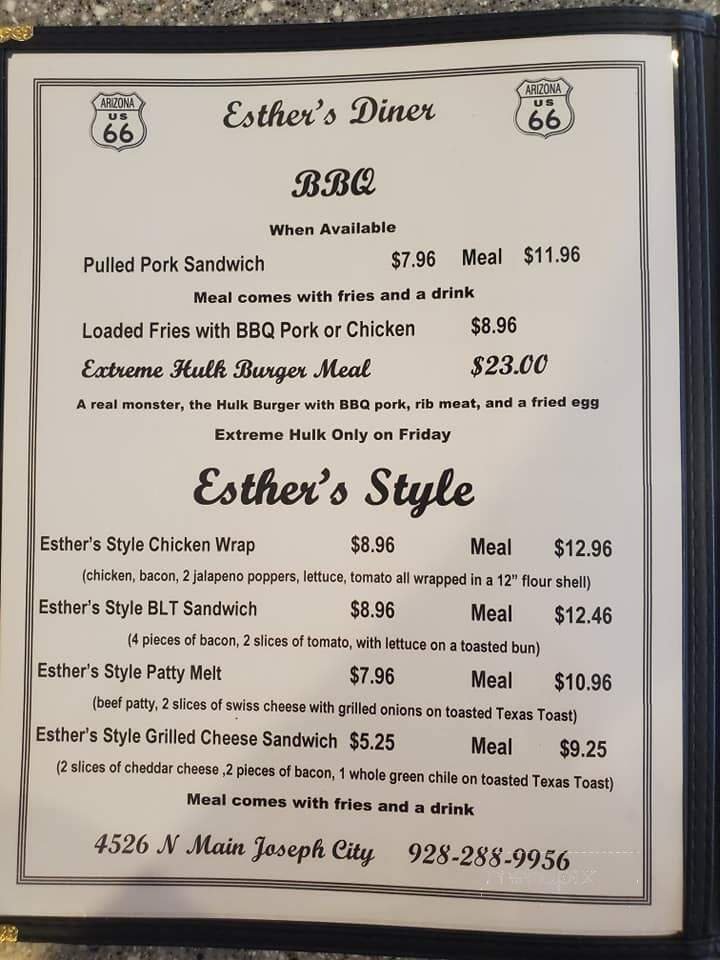 ARIZONA
US
66
Esther's Diner
ARIZONA
US
66
BBQ
When Available
Pulled Pork Sandwich $7.96 Meal $11.96
Meal comes with fries and a drink
Loaded Fries with BBQ Pork or Chicken $8.96
Extreme Hulk Burger Meal $23.00
A real monster, the Hulk Burger with BBQ pork, rib meat, and a fried egg
Extreme Hulk Only on Friday
Esther's Style
Esther's Style Chicken Wrap $8.96 Meal $12.96
(chicken, bacon, 2 jalapeno poppers, lettuce, tomato all wrapped in a 12" flour shell)
Esther's Style BLT Sandwich $8.96 Meal $12.46
(4 pieces of bacon, 2 slices of tomato, with lettuce on a toasted bun)
Esther's Style Patty Melt $7.96 Meal $10.96
(beef patty, 2 slices of swiss cheese with grilled onions on toasted Texas Toast)
Esther's Style Grilled Cheese Sandwich $5.25 Meal $9.25
(2 slices of cheddar cheese ,2 pieces of bacon, 1 whole green chile on toasted Texas Toast)
Meal comes with fries and a drink
4526 N Main Joseph City 928-288-9956